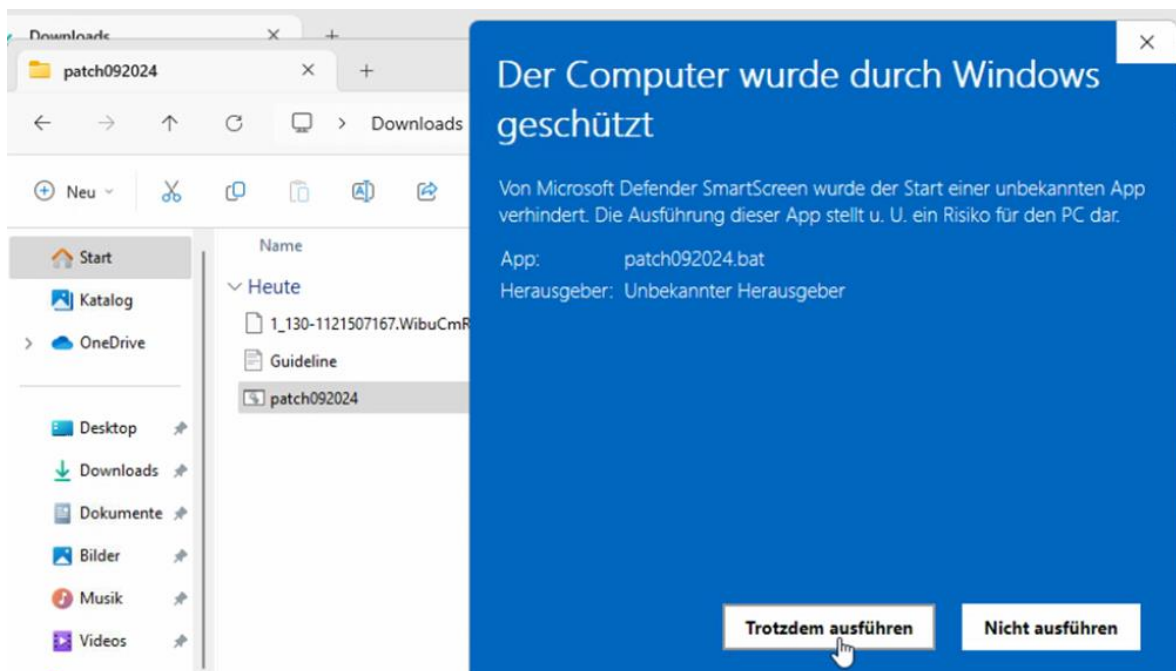 Downloads
patch092024
Downloads
Neu
Start
Katalog
OneDrive
Desktop
Downloads
Dokumente
Bilder
Musik
Videos
Name
Heute
1_130-1121507167.WibuCmR
Guideline
patch092024
Der Computer wurde durch Windows
geschützt
Von Microsoft Defender SmartScreen wurde der Start einer unbekannten App
verhindert. Die Ausführung dieser App stellt u. U. ein Risiko für den PC dar.
App: patch092024.bat
Herausgeber: Unbekannter Herausgeber
Trotzdem ausführen
Nicht ausführen